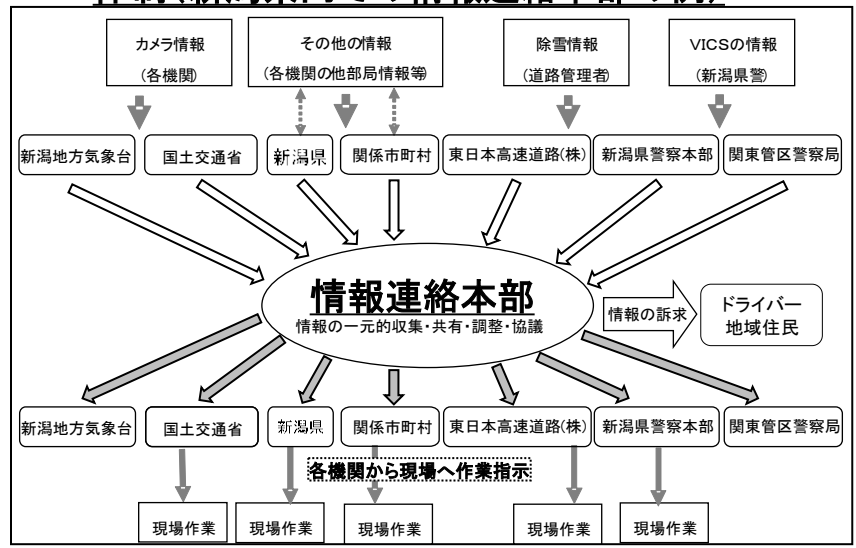 カメラ情報
(各機関)
その他の情報
(各機関の他部局情報等)
除雪情報
(道路管理者)
VICSの情報
(新潟県警)
新潟地方気象台
国土交通省
新潟県
関係市町村
東日本高速道路(株)
新潟県警察本部
関東管区警察局
情報連絡本部
情報の一元的収集・共有・調整・協議
情報の訴求
ドライバー
地域住民
新潟地方気象台
国土交通省
新潟県
関係市町村
東日本高速道路(株)
新潟県警察本部
関東管区警察局
各機関から現場へ作業指示
現場作業
現場作業
現場作業
現場作業
現場作業